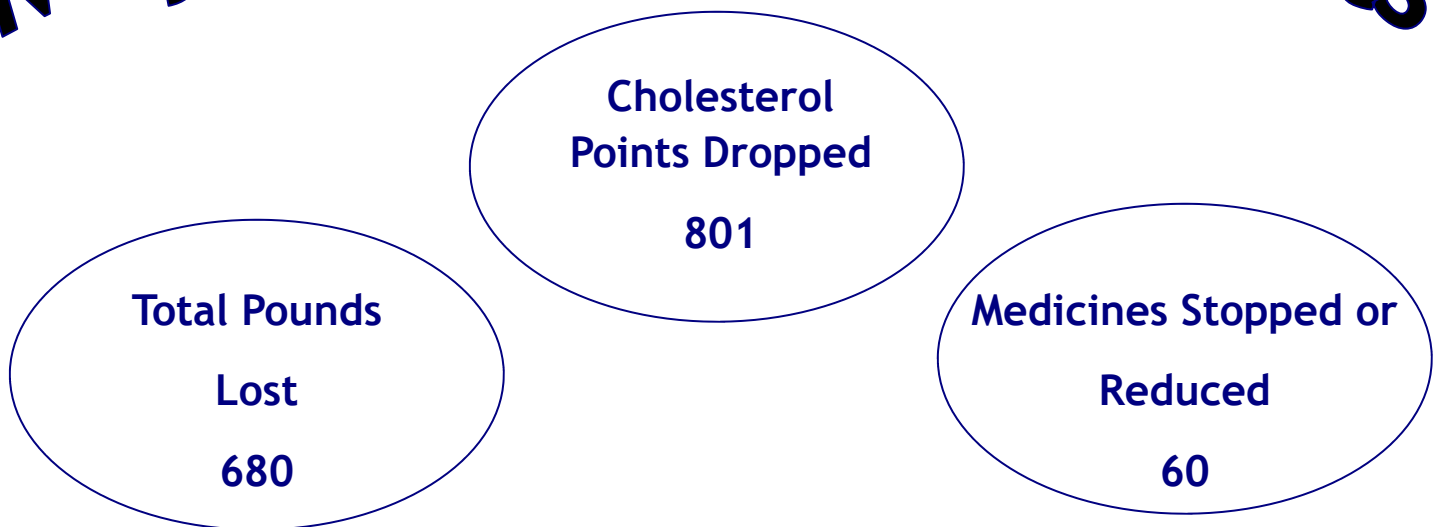 Cholesterol
Points Dropped
801
Total Pounds
Lost
680
Medicines Stopped or
Reduced
60